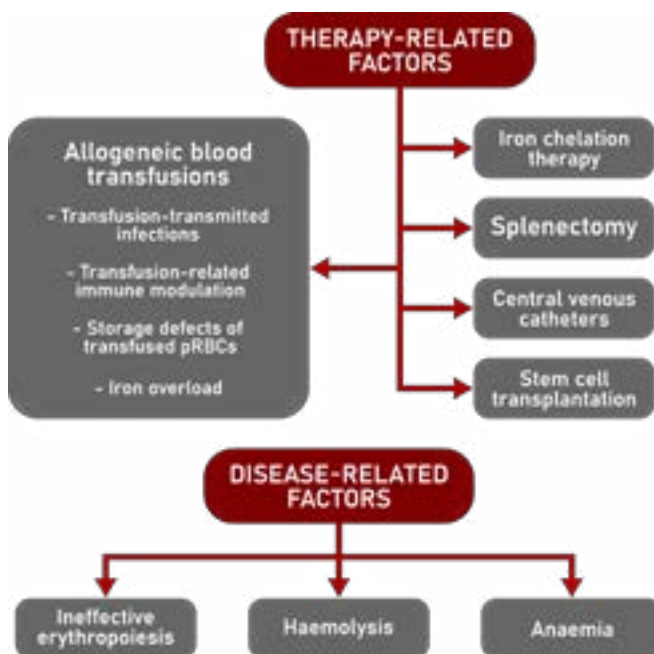 THERAPY-RELATED
FACTORS
Allogeneic blood
transfusions
- Transfusion-transmitted
infections
- Transfusion-related
immune modulation
- Storage defects of
transfused pRBCs
- Iron overload
Iron chelation
therapy
Splenectomy
Central venous
catheters
Stem cell
transplantation
DISEASE-RELATED
FACTORS
Ineffective
erythropoiesis
Haemolysis
Anaemia